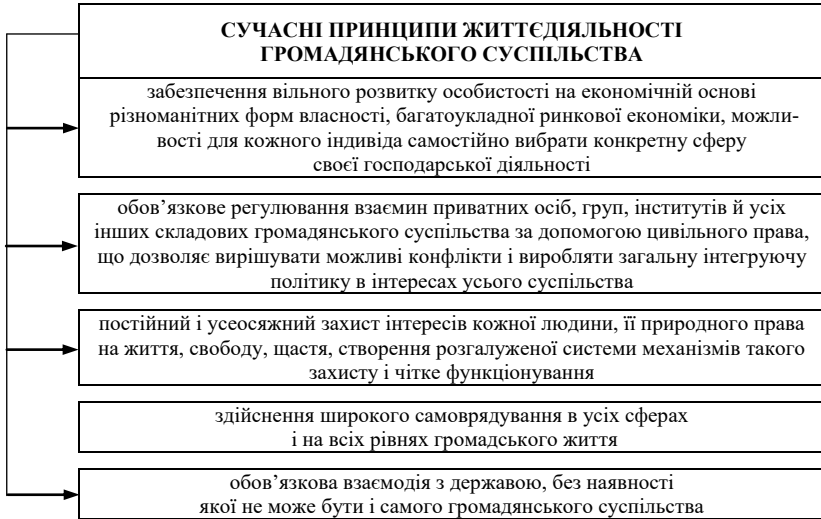 СУЧАСНІ ПРИНЦИПИ ЖИТТЄДІЯЛЬНОСТІ
ГРОМАДЯНСЬКОГО СУСПІЛЬСТВА
забезпечення вільного розвитку особистості на економічній основі
різноманітних форм власності, багатоукладної ринкової економіки, можли-
вості для кожного індивіда самостійно вибрати конкретну сферу
своєї господарської діяльності
обов’язкове регулювання взаємин приватних осіб, груп, інститутів й усіх
інших складових громадянського суспільства за допомогою цивільного права,
що дозволяє вирішувати можливі конфлікти і виробляти загальну інтегруючу
політику в інтересах усього суспільства
постійний і усеосяжний захист інтересів кожної людини, її природного права
на життя, свободу, щастя, створення розгалуженої системи механізмів такого
захисту і чітке функціонування
здійснення широкого самоврядування в усіх сферах
і на всіх рівнях громадського життя
обов’язкова взаємодія з державою, без наявності
якої не може бути і самого громадянського суспільства